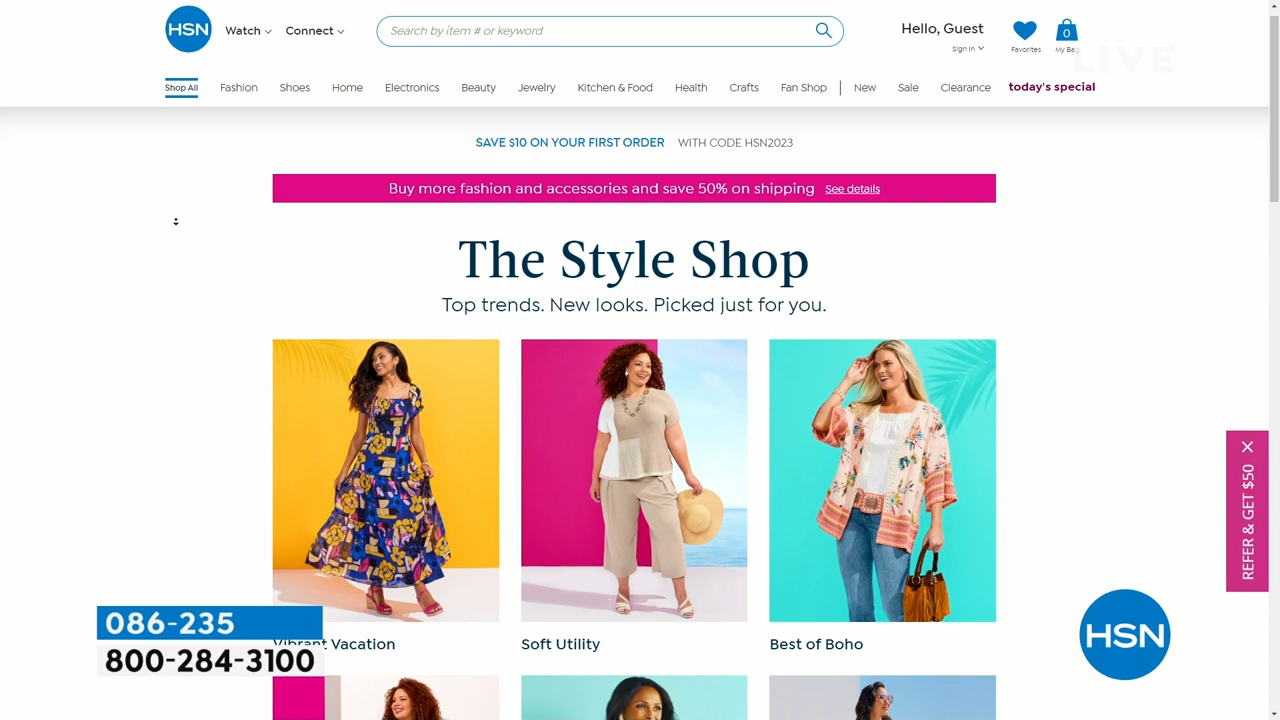 HSN
Watch
Connect
Search by item # or keyword
Hello, Guest
Sign in
Favorites
0
My Bag
LIVE
Shop All
Fashion
Shoes
Home
Electronics
Beauty
Jewelry
Kitchen & Food
Health
Crafts
Fan Shop
New
Sale
Clearance
today's special
SAVE $10 ON YOUR FIRST ORDER WITH CODE HSN2023
Buy more fashion and accessories and save 50% on shipping See details
The Style Shop
Top trends. New looks. Picked just for you.
REFER & GET $50
086-235
800-284-3100
Vibrant Vacation
Soft Utility
Best of Boho
HSN